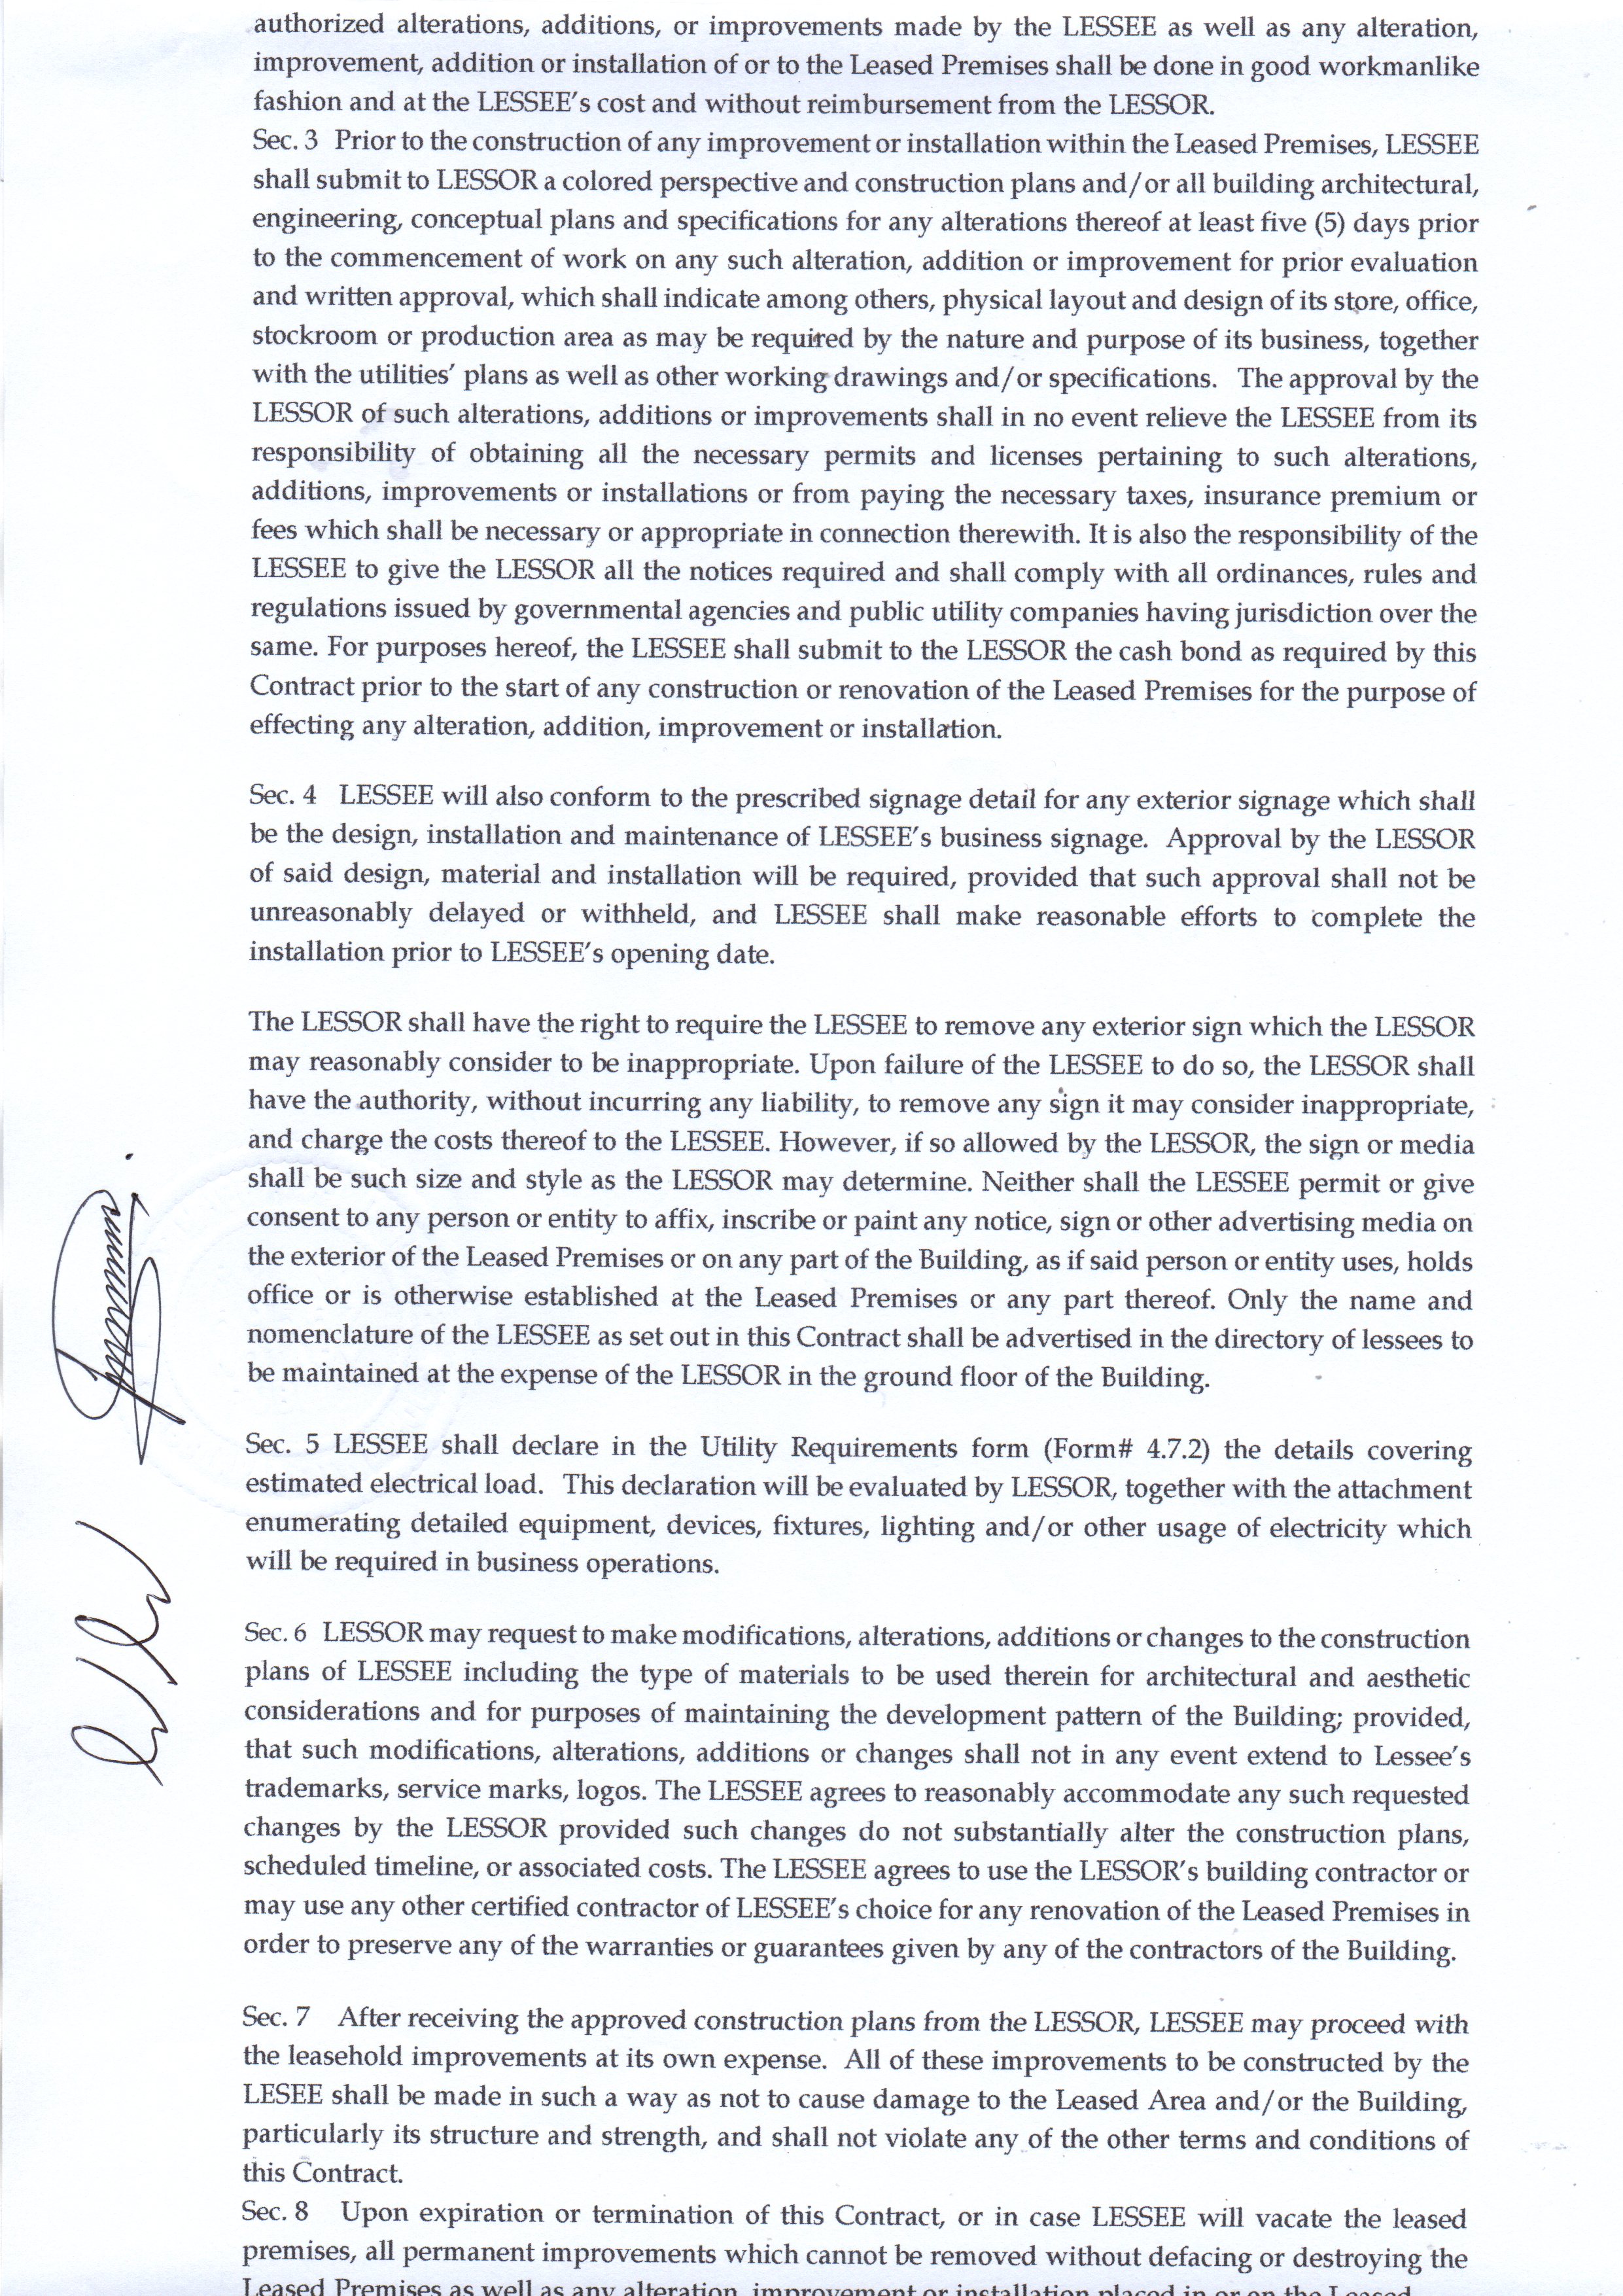 authorized alterations, additions, or improvements made by the LESSEE as well as any alteration,
improvement, addition or installation of or to the Leased Premises shall be done in good workmanlike
fashion and at the LESSEE's cost and without reimbursement from the LESSOR.
Sec. 3 Prior to the construction of any improvement or installation within the Leased Premises, LESSEE
shall submit to LESSOR a colored perspective and construction plans and/or all building architectural,
engineering, conceptual plans and specifications for any alterations thereof at least five (5) days prior
to the commencement of work on any such alteration, addition or improvement for prior evaluation
and written approval, which shall indicate among others, physical layout and design of its store, office,
stockroom or production area as may be required by the nature and purpose of its business, together
with the utilities' plans as well as other working drawings and/or specifications. The approval by the
LESSOR of such alterations, additions or improvements shall in no event relieve the LESSEE from its
responsibility of obtaining all the necessary permits and licenses pertaining to such alterations,
additions, improvements or installations or from paying the necessary taxes, insurance premium or
fees which shall be necessary or appropriate in connection therewith. It is also the responsibility of the
LESSEE to give the LESSOR all the notices required and shall comply with all ordinances, rules and
regulations issued by governmental agencies and public utility companies having jurisdiction over the
same. For purposes hereof, the LESSEE shall submit to the LESSOR the cash bond as required by this
Contract prior to the start of any construction or renovation of the Leased Premises for the purpose of
effecting any alteration, addition, improvement or installation.
Sec. 4 LESSEE will also conform to the prescribed signage detail for any exterior signage which shall
be the design, installation and maintenance of LESSEE's business signage. Approval by the LESSOR
of said design, material and installation will be required, provided that such approval shall not be
unreasonably delayed or withheld, and LESSEE shall make reasonable efforts to complete the
installation prior to LESSEE's opening date.
The LESSOR shall have the right to require the LESSEE to remove any exterior sign which the LESSOR
may reasonably consider to be inappropriate. Upon failure of the LESSEE to do so, the LESSOR shall
have the authority, without incurring any liability, to remove any sign it may consider inappropriate,
and charge the costs thereof to the LESSEE. However, if so allowed by the LESSOR, the sign or media
shall be such size and style as the LESSOR may determine. Neither shall the LESSEE permit or give
consent to any person or entity to affix, inscribe or paint any notice, sign or other advertising media on
the exterior of the Leased Premises or on any part of the Building, as if said person or entity uses, holds
office or is otherwise established at the Leased Premises or any part thereof. Only the name and
nomenclature of the LESSEE as set out in this Contract shall be advertised in the directory of lessees to
be maintained at the expense of the LESSOR in the ground floor of the Building.
Sec. 5 LESSEE shall declare in the Utility Requirements form (Form# 4.7.2) the details covering
estimated electrical load. This declaration will be evaluated by LESSOR, together with the attachment
enumerating detailed equipment, devices, fixtures, lighting and/or other usage of electricity which
will be required in business operations.
Sec. 6 LESSOR may request to make modifications, alterations, additions or changes to the construction
plans of LESSEE including the type of materials to be used therein for architectural and aesthetic
considerations and for purposes of maintaining the development pattern of the Building; provided,
that such modifications, alterations, additions or changes shall not in any event extend to Lessee's
trademarks, service marks, logos. The LESSEE agrees to reasonably accommodate any such requested
changes by the LESSOR provided such changes do not substantially alter the construction plans,
scheduled timeline, or associated costs. The LESSEE agrees to use the LESSOR's building contractor or
may use any other certified contractor of LESSEE's choice for any renovation of the Leased Premises in
order to preserve any of the warranties or guarantees given by any of the contractors of the Building.
Sec. 7 After receiving the approved construction plans from the LESSOR, LESSEE may proceed with
the leasehold improvements at its own expense. All of these improvements to be constructed by the
LESEE shall be made in such a way as not to cause damage to the Leased Area and/or the Building,
particularly its structure and strength, and shall not violate any of the other terms and conditions of
this Contract.
Sec. 8 Upon expiration or termination of this Contract, or in case LESSEE will vacate the leased
premises, all permanent improvements which cannot be removed without defacing or destroying the
Leased Premises as well as any alteration, improvement or installation placed in or on the Leased